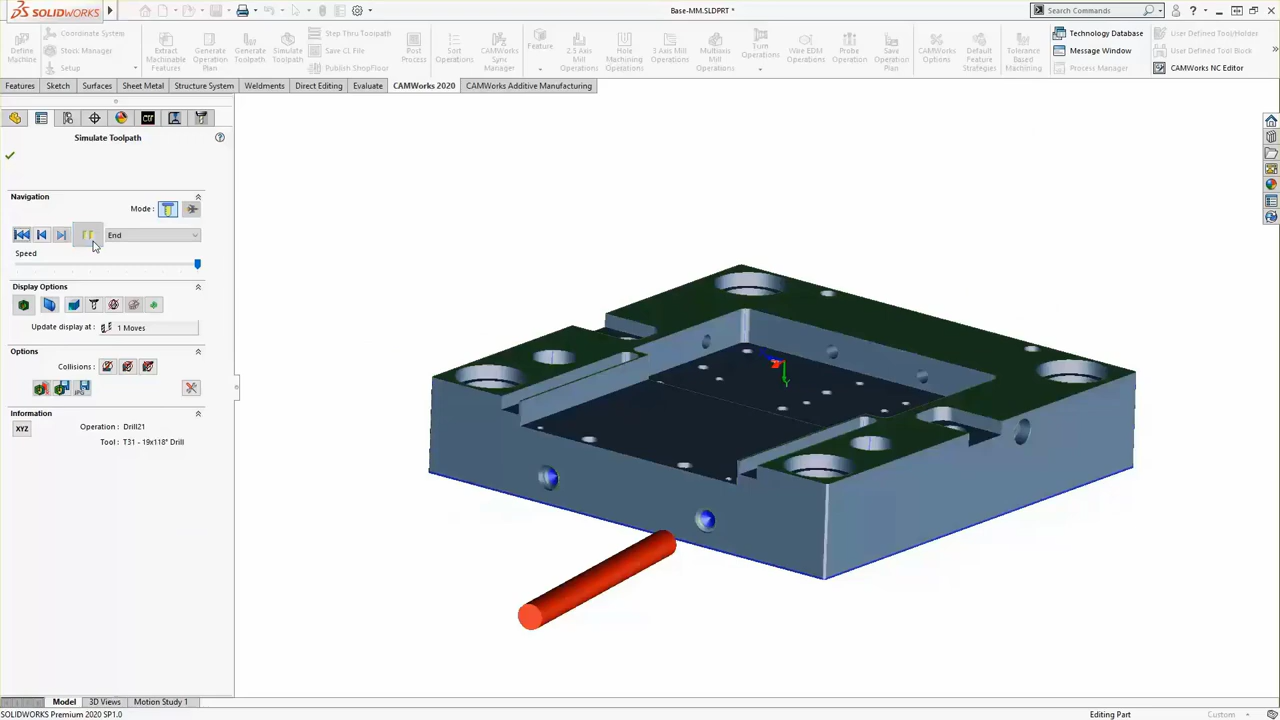 SOLIDWORKS
Base-MM.SLDPRT *
Search Commands
Define Machine
Coordinate System
Stock Manager
Setup
Extract Machinable Features
Generate Operation Plan
Generate Toolpath
Simulate Toolpath
Step Thru Toolpath
Save CL File
Publish ShopFloor
Post Process
Sort Operations
CAMWorks Sync Manager
Feature
2.5 Axis Mill Operations
Hole Machining Operations
3 Axis Mill Operations
Multiaxis Mill Operations
Turn Operations
Wire EDM Operations
Probe Operation
Save Operation Plan
CAMWorks Options
Default Feature Strategies
Tolerance Based Machining
Technology Database
Message Window
Process Manager
User Defined Tool/Holder
User Defined Tool Block
CAMWorks NC Editor
Features Sketch Surfaces Sheet Metal Structure System Weldments Direct Editing Evaluate CAMWorks 2020 CAMWorks Additive Manufacturing
Simulate Toolpath
Navigation
Mode :
End
Speed
Display Options
Update display at : 1 Moves
Options
Collisions :
JPG
Information
XYZ
Operation : Drill21
Tool : T31 - 19x118° Drill
Y
Model 3D Views Motion Study 1
SOLIDWORKS Premium 2020 SP1.0
Editing Part
Custom